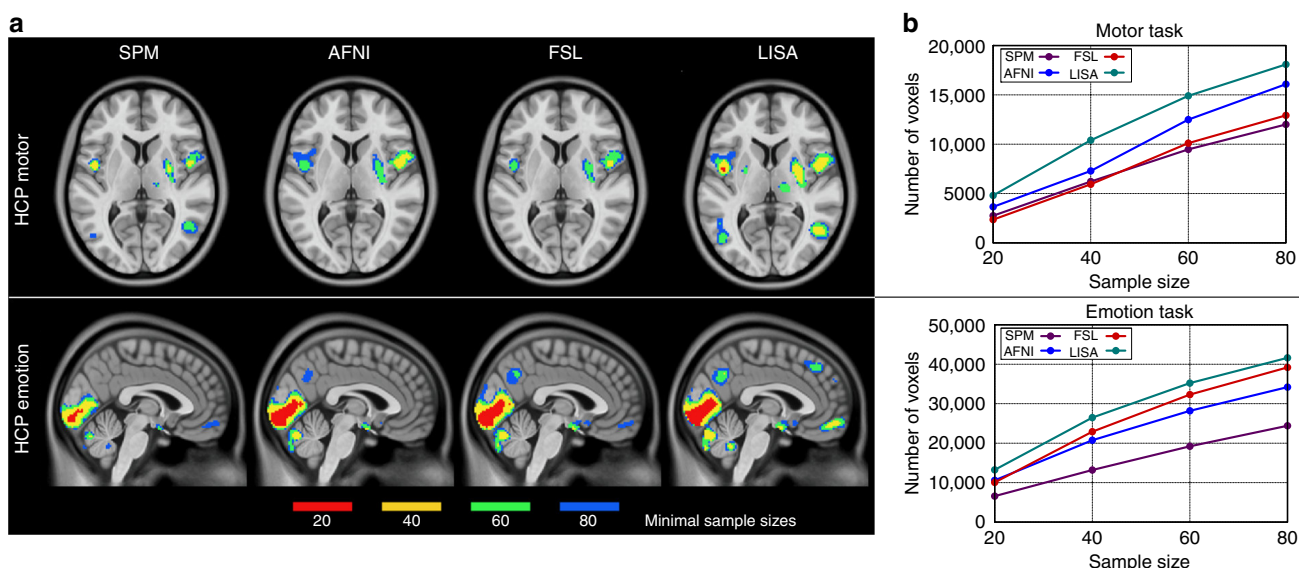 a
SPM AFNI FSL LISA
HCP motor
HCP emotion
20 40 60 80 Minimal sample sizes
b
Motor task
20,000
15,000
10,000
5000
0
Number of voxels
SPM FSL
AFNI LISA
20 40 60 80
Sample size
Emotion task
50,000
40,000
30,000
20,000
10,000
0
Number of voxels
SPM FSL
AFNI LISA
20 40 60 80
Sample size